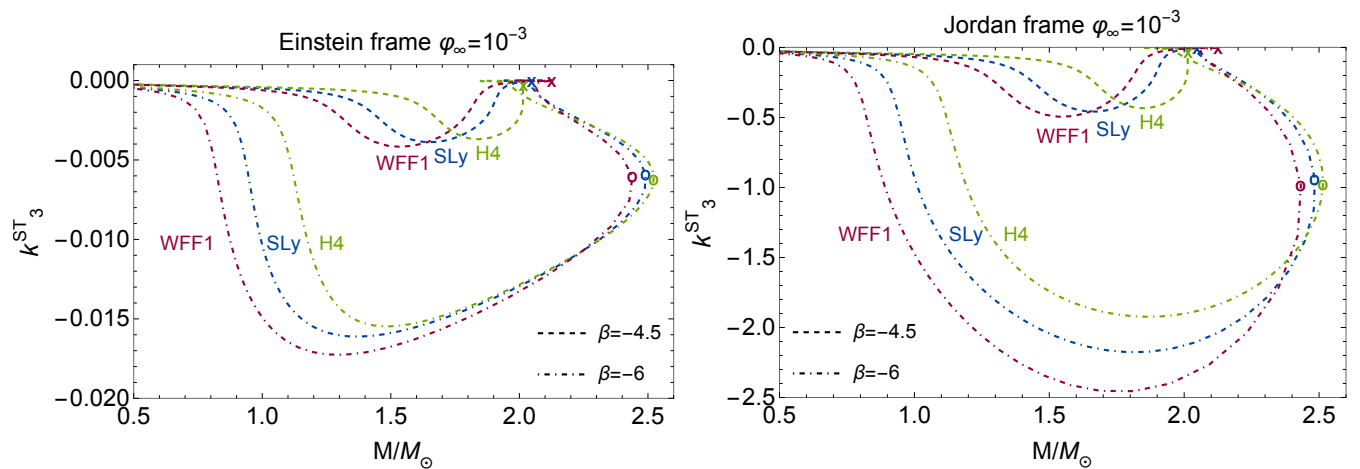 Einstein frame φ∞=10⁻³
0.000
−0.005
−0.010
−0.015
−0.020
k^ST_3
WFF1
SLy
H4
x
x
x
WFF1
SLy
H4
o
o
o
β=−4.5
β=−6
0.5
1.0
1.5
2.0
2.5
M/M⊙
Jordan frame φ∞=10⁻³
0.0
−0.5
−1.0
−1.5
−2.0
−2.5
k^ST_3
WFF1
SLy
H4
x
x
x
WFF1
SLy
H4
o
o
o
β=−4.5
β=−6
0.5
1.0
1.5
2.0
2.5
M/M⊙